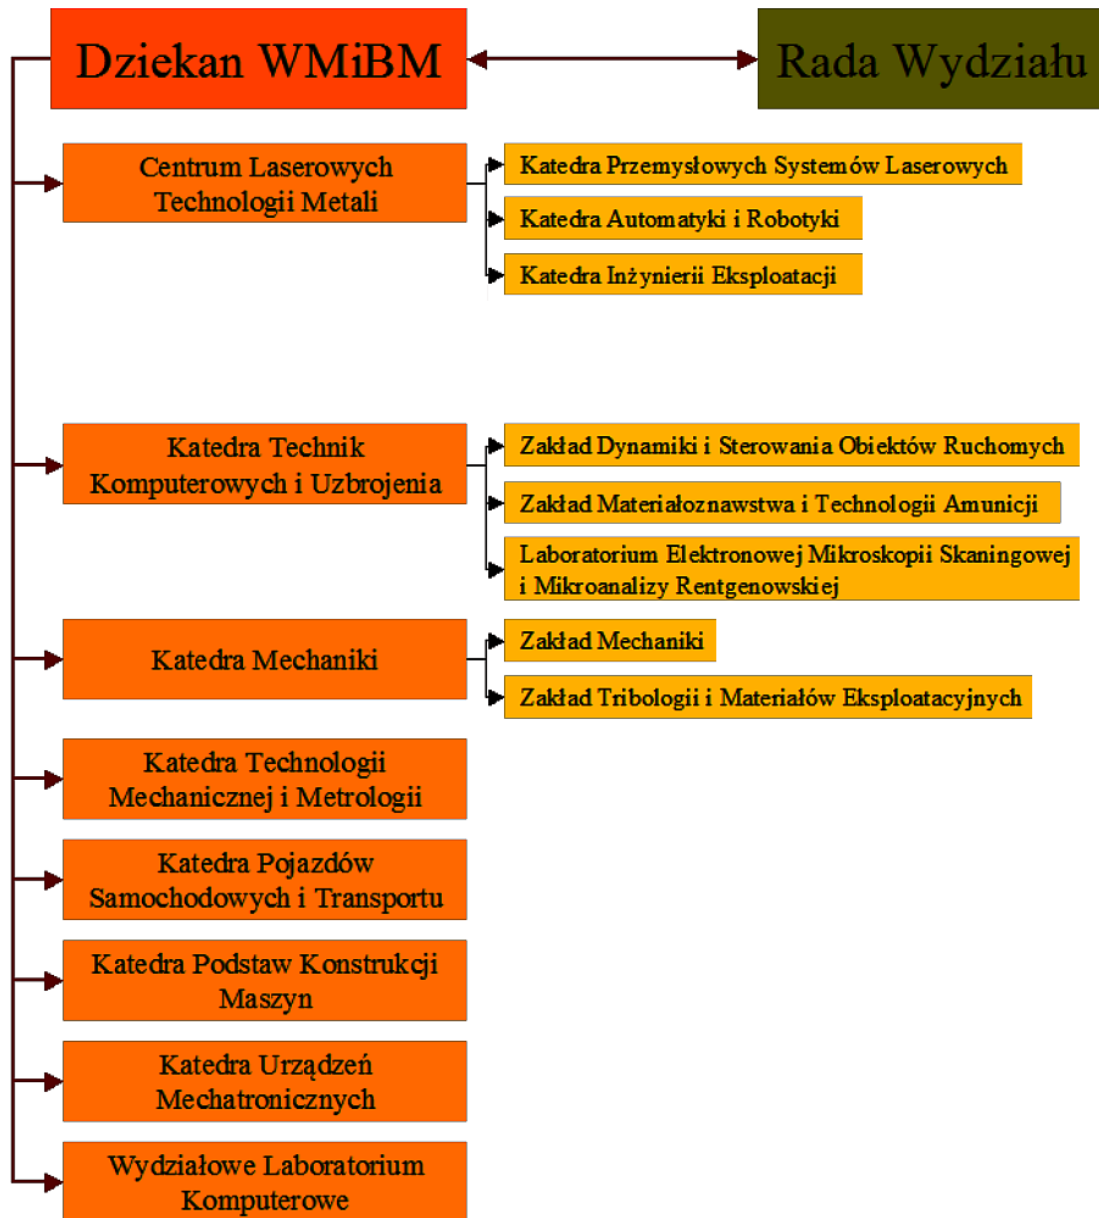 Dziekan WMiBM
Rada Wydziału
Centrum Laserowych
Technologii Metali
Katedra Przemysłowych Systemów Laserowych
Katedra Automatyki i Robotyki
Katedra Inżynierii Eksploatacji
Katedra Technik
Komputerowych i Uzbrojenia
Zakład Dynamiki i Sterowania Obiektów Ruchomych
Zakład Materiałoznawstwa i Technologii Amunicji
Laboratorium Elektronowej Mikroskopii Skaningowej
i Mikroanalizy Rentgenowskiej
Katedra Mechaniki
Zakład Mechaniki
Zakład Tribologii i Materiałów Eksploatacyjnych
Katedra Technologii
Mechanicznej i Metrologii
Katedra Pojazdów
Samochodowych i Transportu
Katedra Podstaw Konstrukcji
Maszyn
Katedra Urządzeń
Mechatronicznych
Wydziałowe Laboratorium
Komputerowe